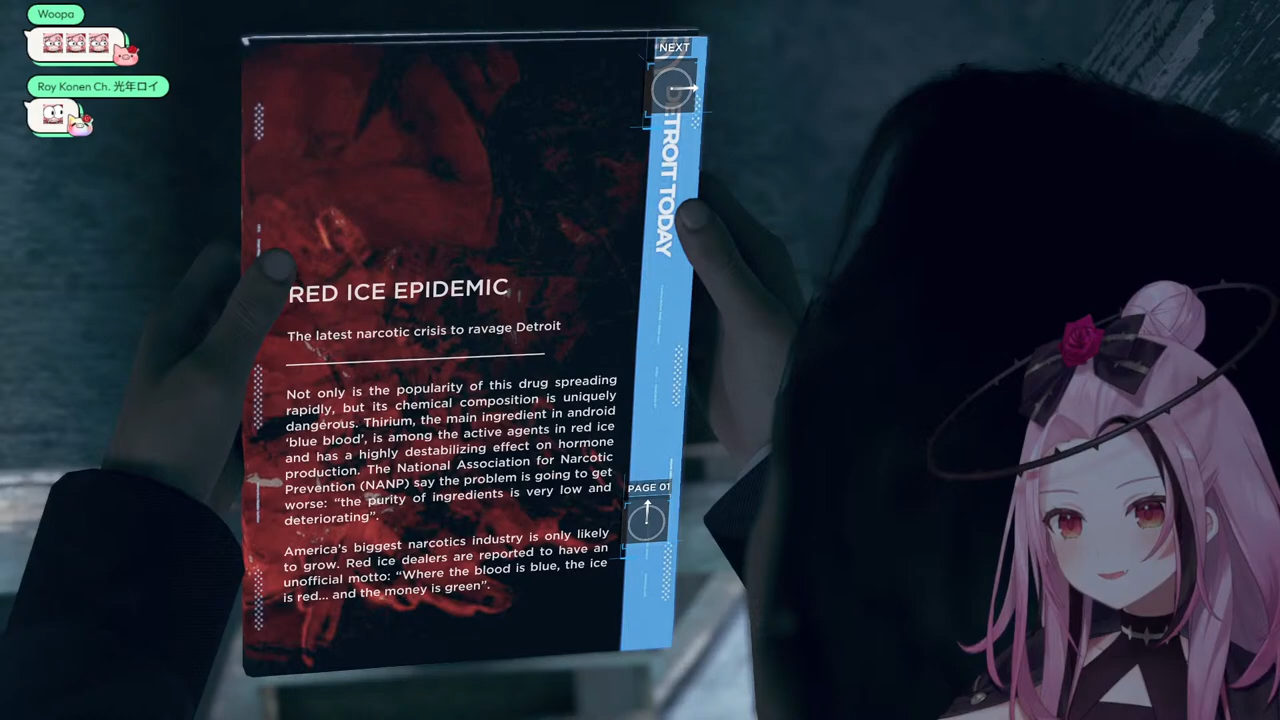 Woopa
Roy Konen Ch. 光年ロイ
NEXT
TROIT TODAY
RED ICE EPIDEMIC
The latest narcotic crisis to ravage Detroit
Not only is the popularity of this drug spreading
rapidly, but its chemical composition is uniquely
dangerous. Thirium, the main ingredient in android
‘blue blood’, is among the active agents in red ice
and has a highly destabilizing effect on hormone
production. The National Association for Narcotic
Prevention (NANP) say the problem is going to get
worse: “the purity of ingredients is very low and
deteriorating”.
America’s biggest narcotics industry is only likely
to grow. Red ice dealers are reported to have an
unofficial motto: “Where the blood is blue, the ice
is red... and the money is green”.
PAGE 01